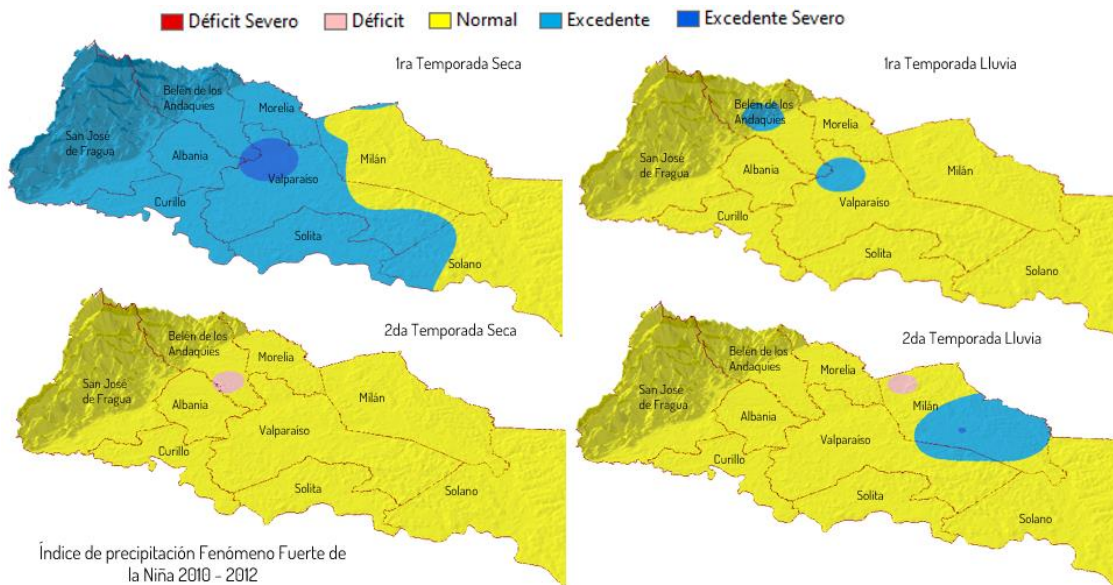 Déficit Severo
Déficit
Normal
Excedente
Excedente Severo
1ra Temporada Seca
Belén de los
Andaquies
Morelia
San José
de Fragua
Albania
Milán
Valparaiso
Curillo
Solita
Solano
1ra Temporada Lluvia
Belén de los
Andaquies
Morelia
San José
de Fragua
Albania
Milán
Valparaiso
Curillo
Solita
Solano
2da Temporada Seca
Belén de los
Andaquies
Morelia
San José
de Fragua
Albania
Milán
Valparaiso
Curillo
Solita
Solano
2da Temporada Lluvia
Belén de los
Andaquies
Morelia
San José
de Fragua
Albania
Milán
Valparaiso
Curillo
Solita
Solano
Índice de precipitación Fenómeno Fuerte de
la Niña 2010 - 2012